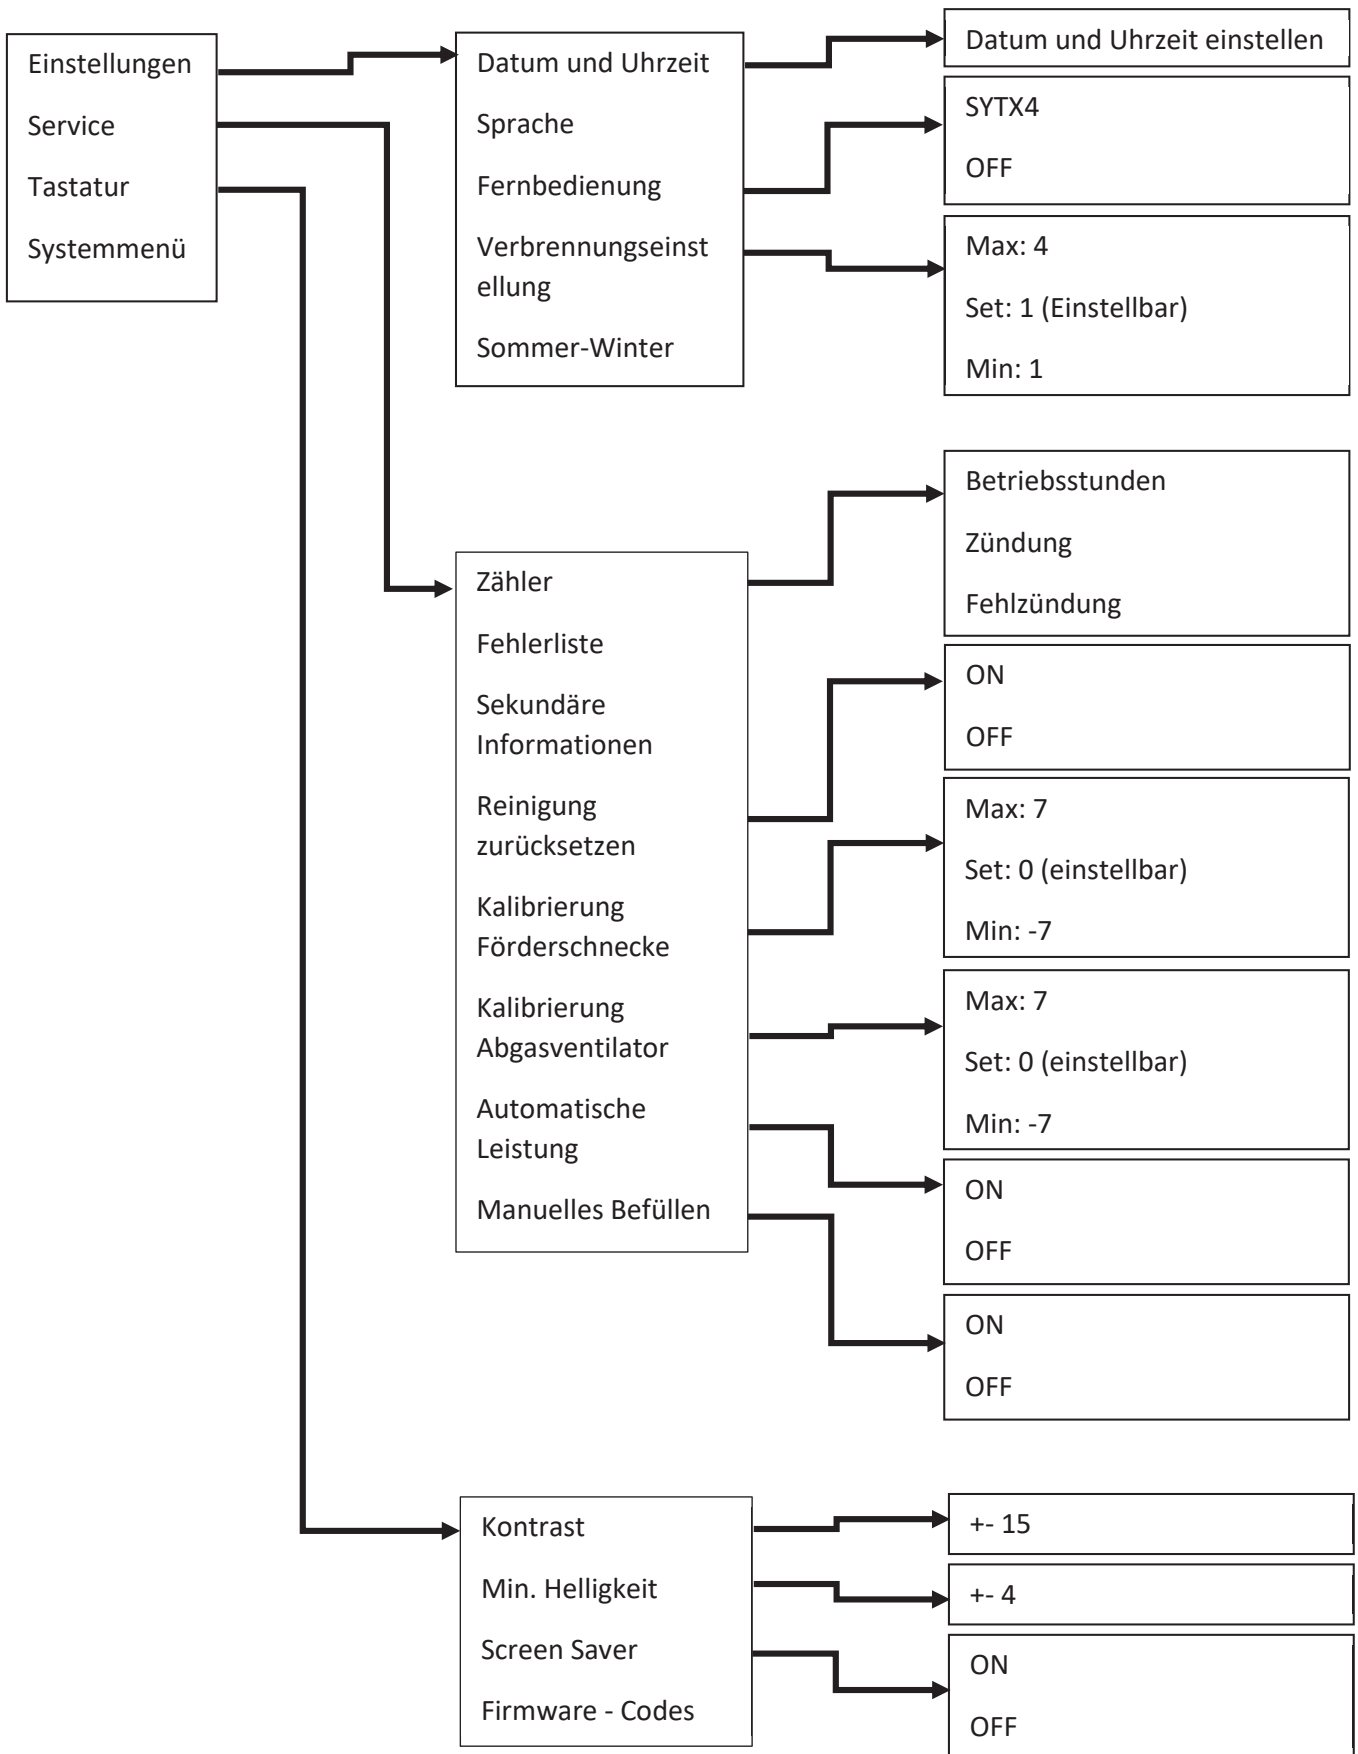 Einstellungen
Service
Tastatur
Systemmenü
Datum und Uhrzeit
Sprache
Fernbedienung
Verbrennungseinst
ellung
Sommer-Winter
Datum und Uhrzeit einstellen
SYTX4
OFF
Max: 4
Set: 1 (Einstellbar)
Min: 1
Zähler
Fehlerliste
Sekundäre
Informationen
Reinigung
zurücksetzen
Kalibrierung
Förderschnecke
Kalibrierung
Abgasventilator
Automatische
Leistung
Manuelles Befüllen
Betriebsstunden
Zündung
Fehlzündung
ON
OFF
Max: 7
Set: 0 (einstellbar)
Min: -7
Max: 7
Set: 0 (einstellbar)
Min: -7
ON
OFF
ON
OFF
Kontrast
Min. Helligkeit
Screen Saver
Firmware - Codes
+- 15
+- 4
ON
OFF